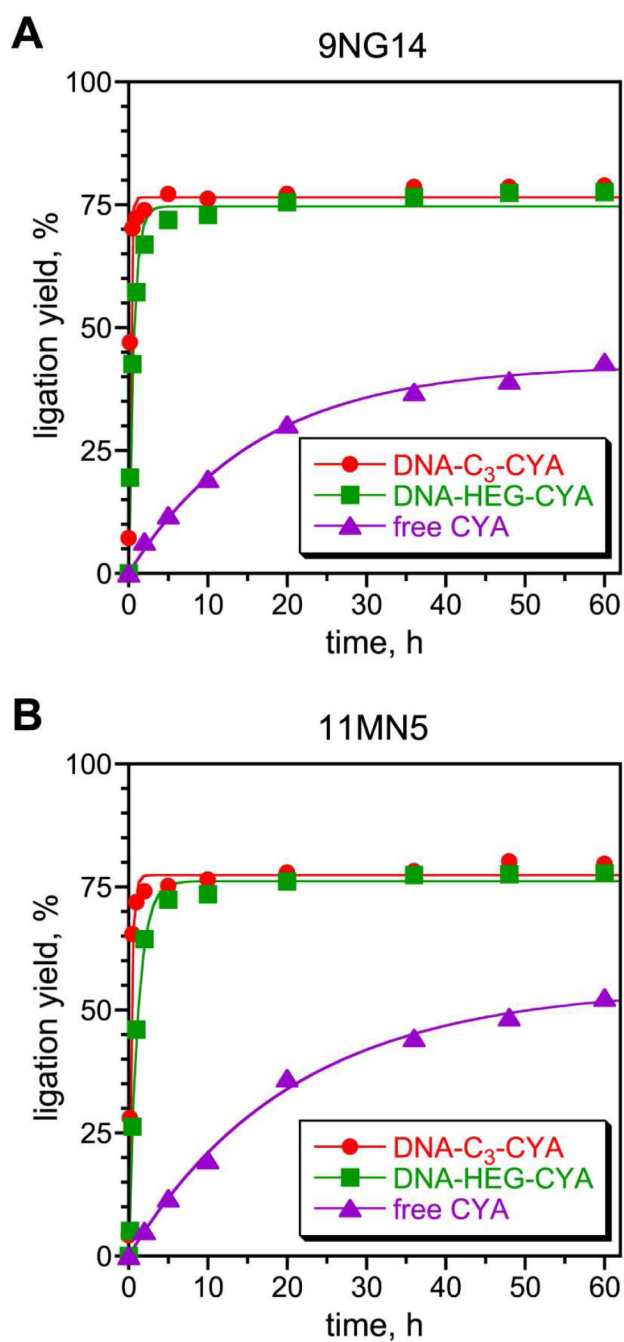 A
9NG14
100
75
50
25
0
ligation yield, %
DNA-C₃-CYA
DNA-HEG-CYA
free CYA
0 10 20 30 40 50 60
time, h
B
11MN5
100
75
50
25
0
ligation yield, %
DNA-C₃-CYA
DNA-HEG-CYA
free CYA
0 10 20 30 40 50 60
time, h